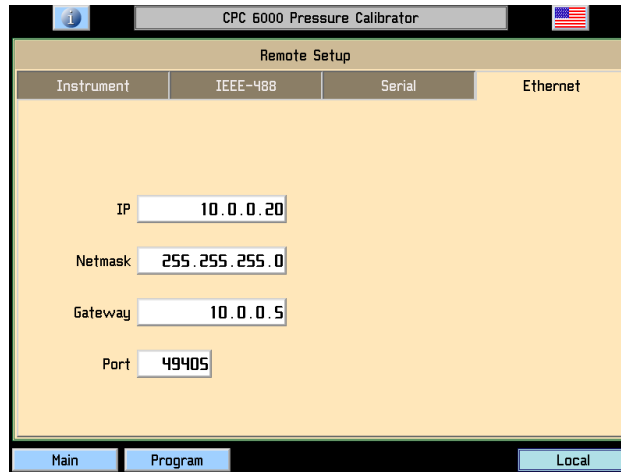 CPC 6000 Pressure Calibrator
Remote Setup
Instrument IEEE-488 Serial Ethernet
IP 10.0.0.20
Netmask 255.255.255.0
Gateway 10.0.0.5
Port 49405
Main Program Local